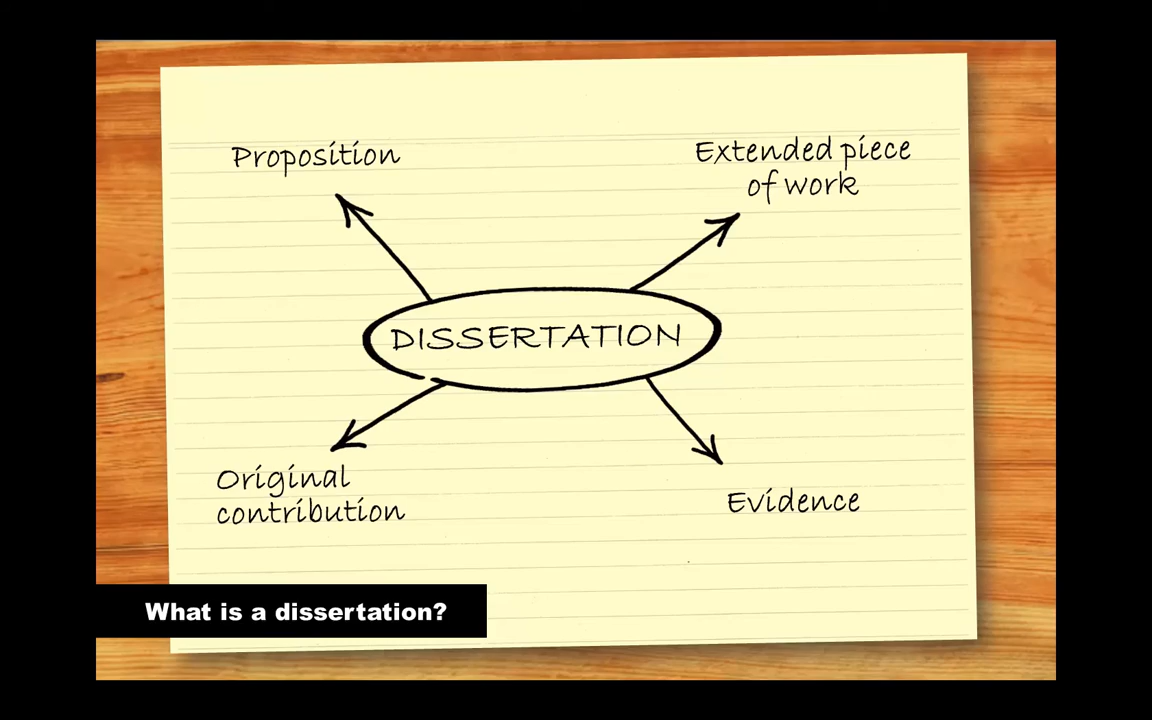 Proposition
Extended piece
of work
DISSERTATION
Original
contribution
Evidence
What is a dissertation?